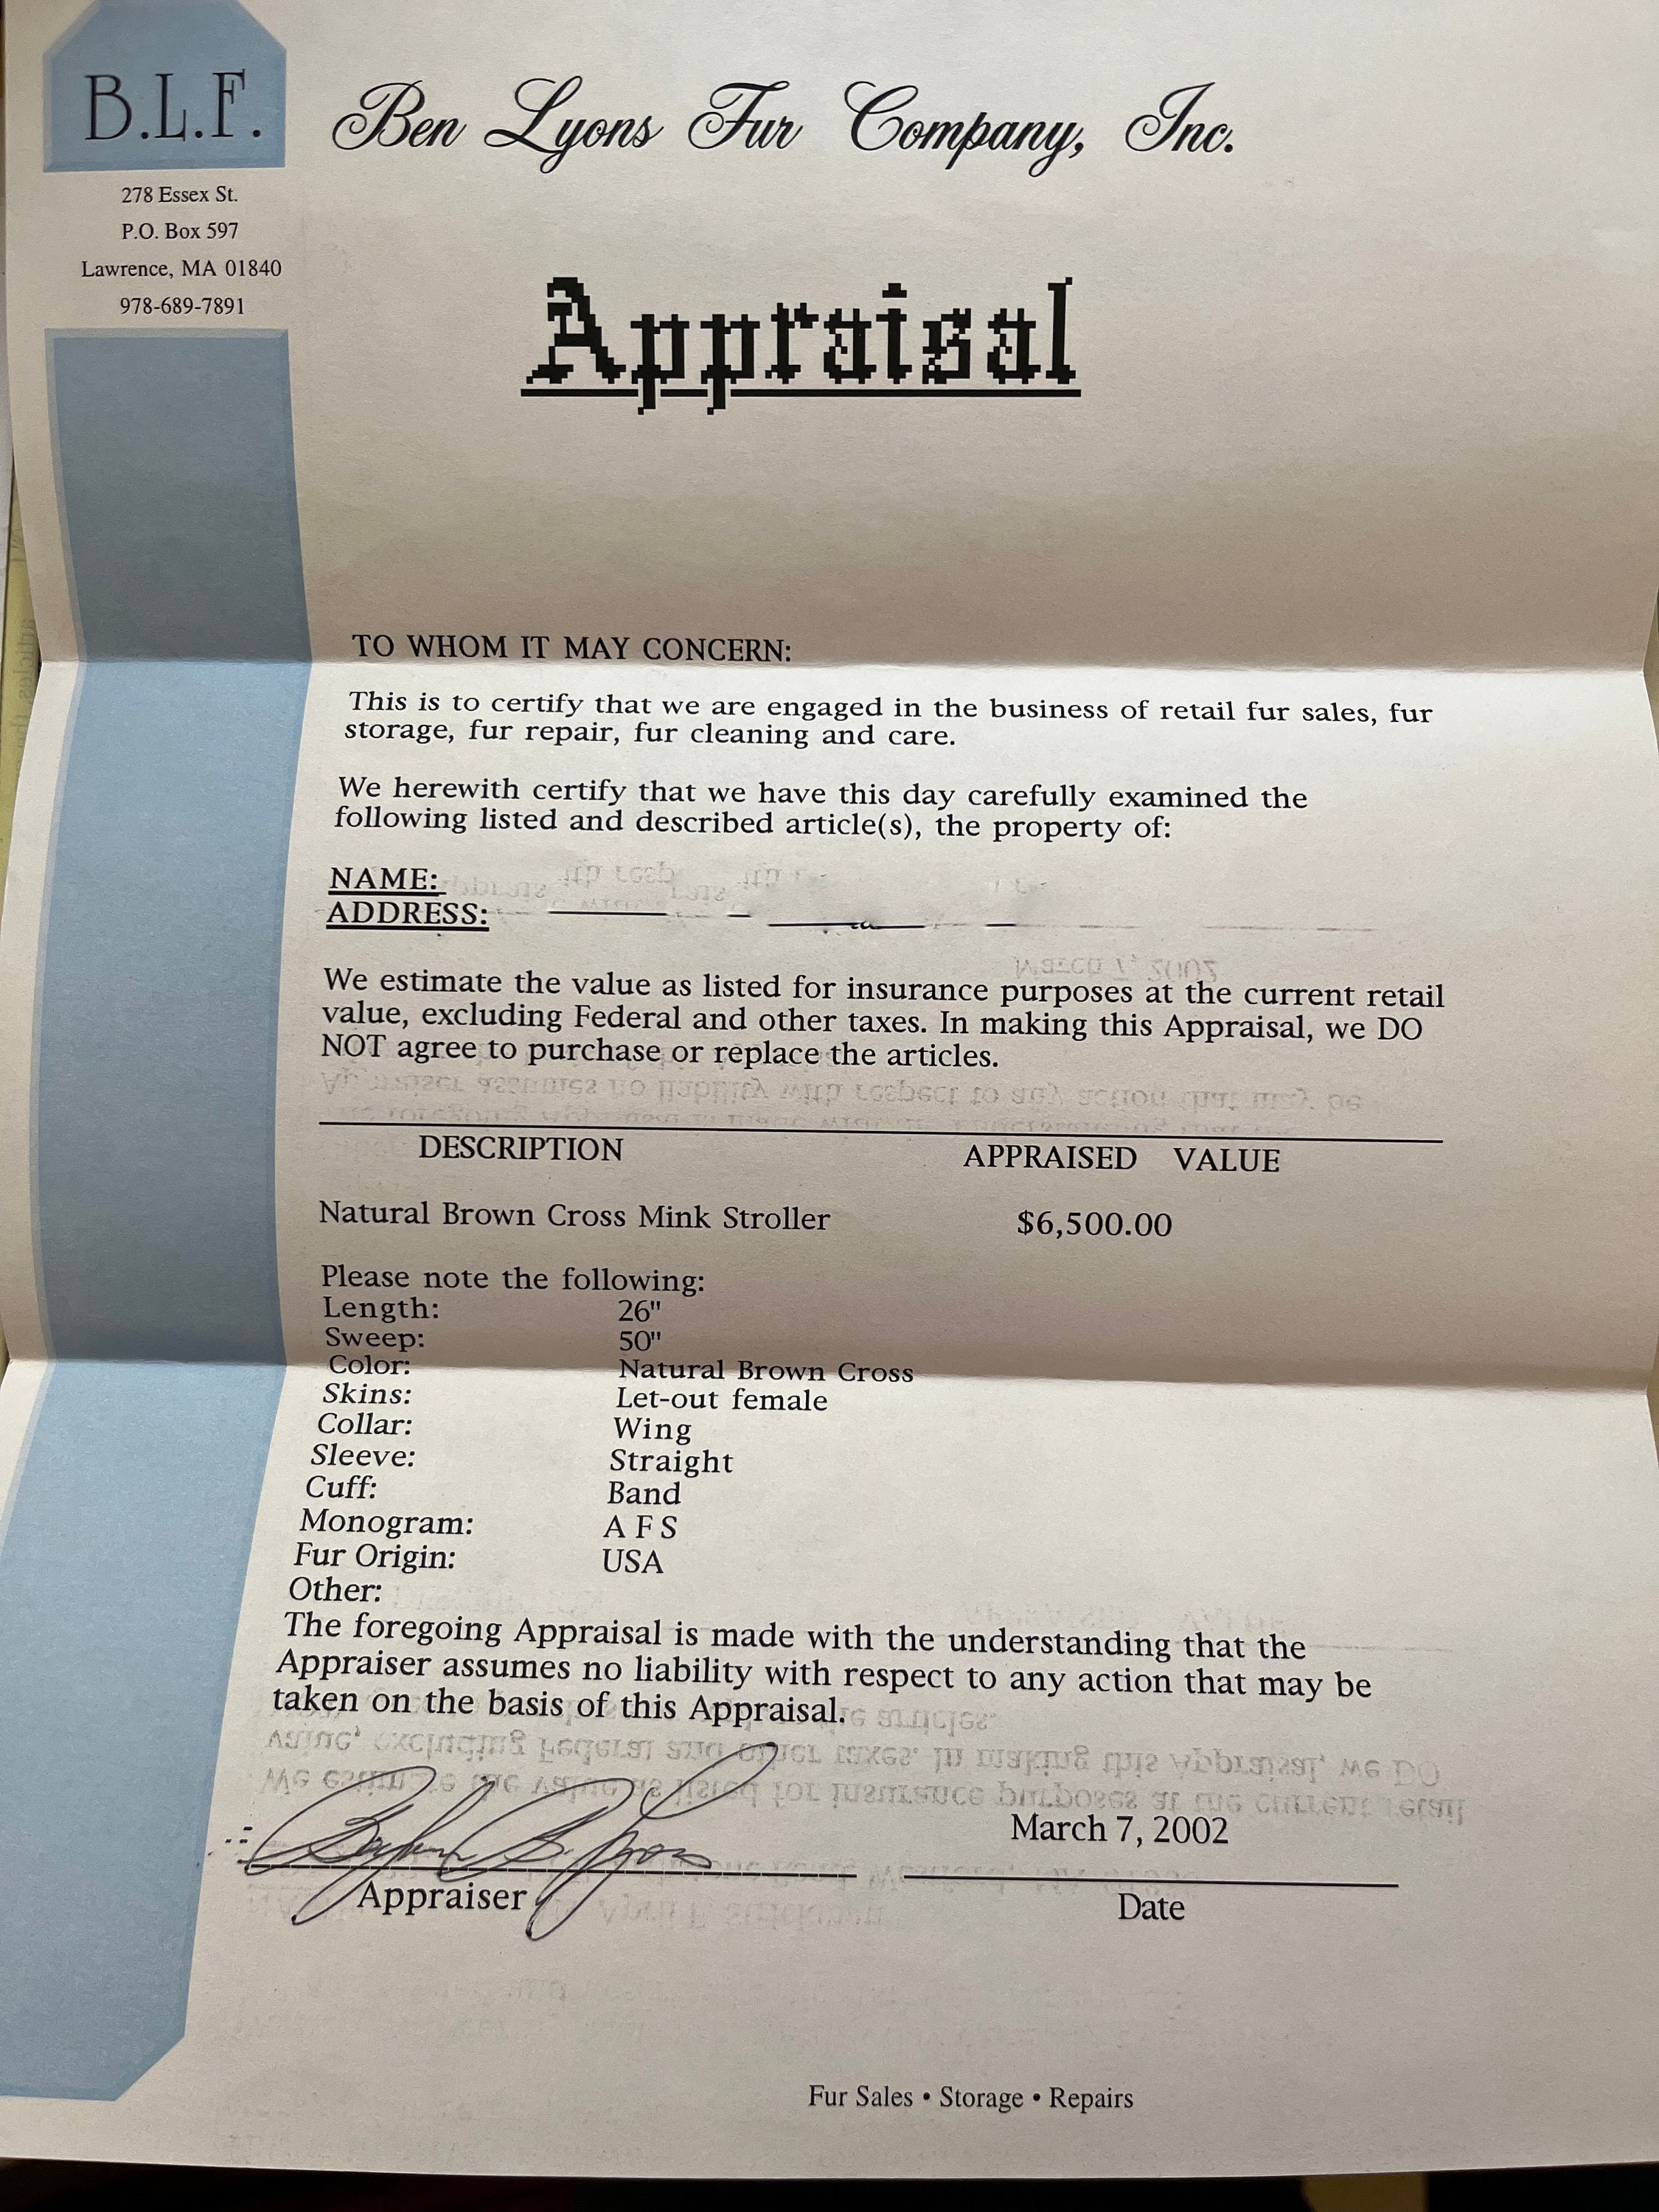 B.L.F.
Ben Lyons Fur Company, Inc.
278 Essex St.
P.O. Box 597
Lawrence, MA 01840
978-689-7891
Appraisal
TO WHOM IT MAY CONCERN:
This is to certify that we are engaged in the business of retail fur sales, fur
storage, fur repair, fur cleaning and care.
We herewith certify that we have this day carefully examined the
following listed and described article(s), the property of:
NAME:
ADDRESS:
We estimate the value as listed for insurance purposes at the current retail
value, excluding Federal and other taxes. In making this Appraisal, we DO
NOT agree to purchase or replace the articles.
DESCRIPTION APPRAISED VALUE
Natural Brown Cross Mink Stroller $6,500.00
Please note the following:
Length: 26"
Sweep: 50"
Color: Natural Brown Cross
Skins: Let-out female
Collar: Wing
Sleeve: Straight
Cuff: Band
Monogram: A F S
Fur Origin: USA
Other:
The foregoing Appraisal is made with the understanding that the
Appraiser assumes no liability with respect to any action that may be
taken on the basis of this Appraisal.
March 7, 2002
Appraiser Date
Fur Sales • Storage • Repairs